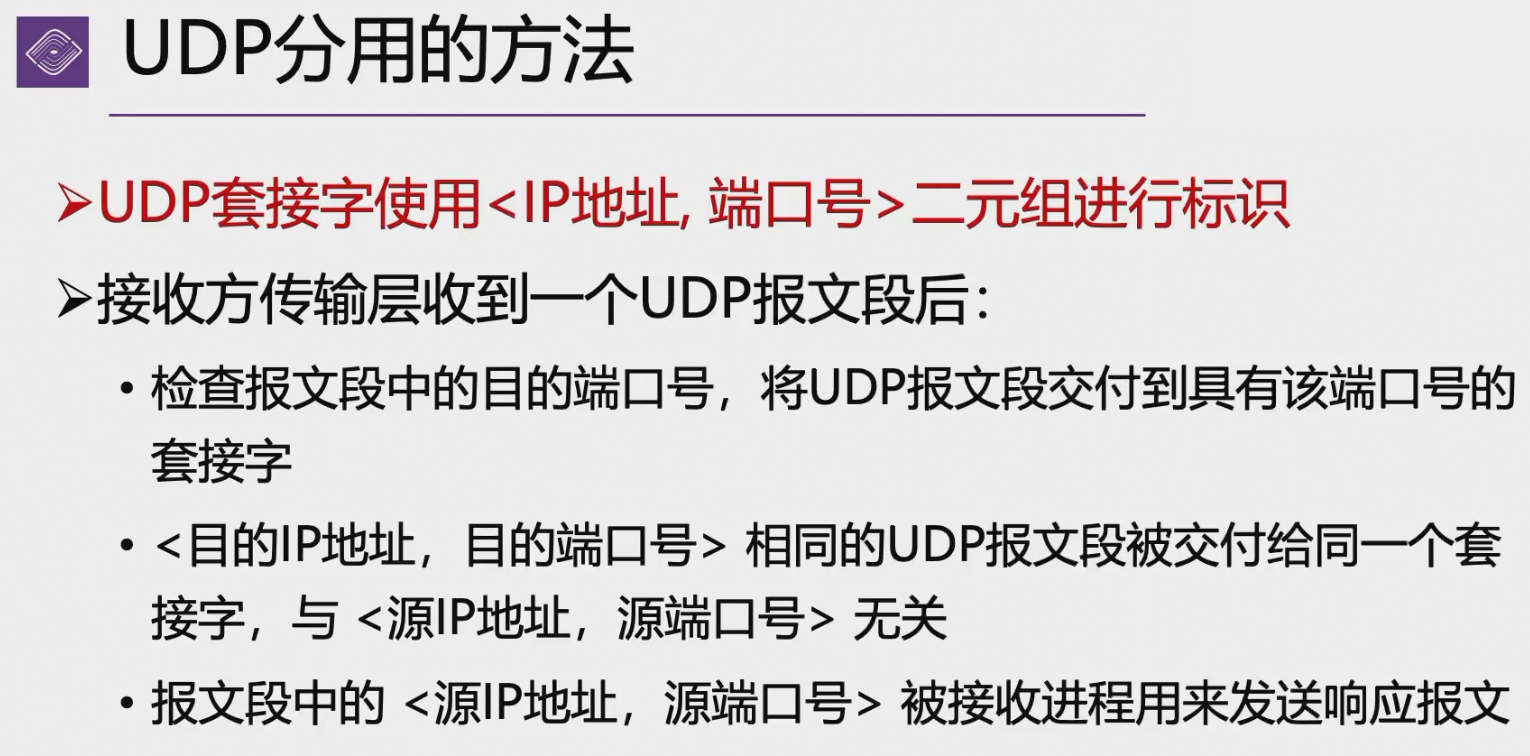 UDP分用的方法
➢UDP套接字使用<IP地址, 端口号>二元组进行标识
➢接收方传输层收到一个UDP报文段后：
• 检查报文段中的目的端口号，将UDP报文段交付到具有该端口号的
套接字
• <目的IP地址，目的端口号> 相同的UDP报文段被交付给同一个套
接字，与 <源IP地址，源端口号> 无关
• 报文段中的 <源IP地址，源端口号> 被接收进程用来发送响应报文